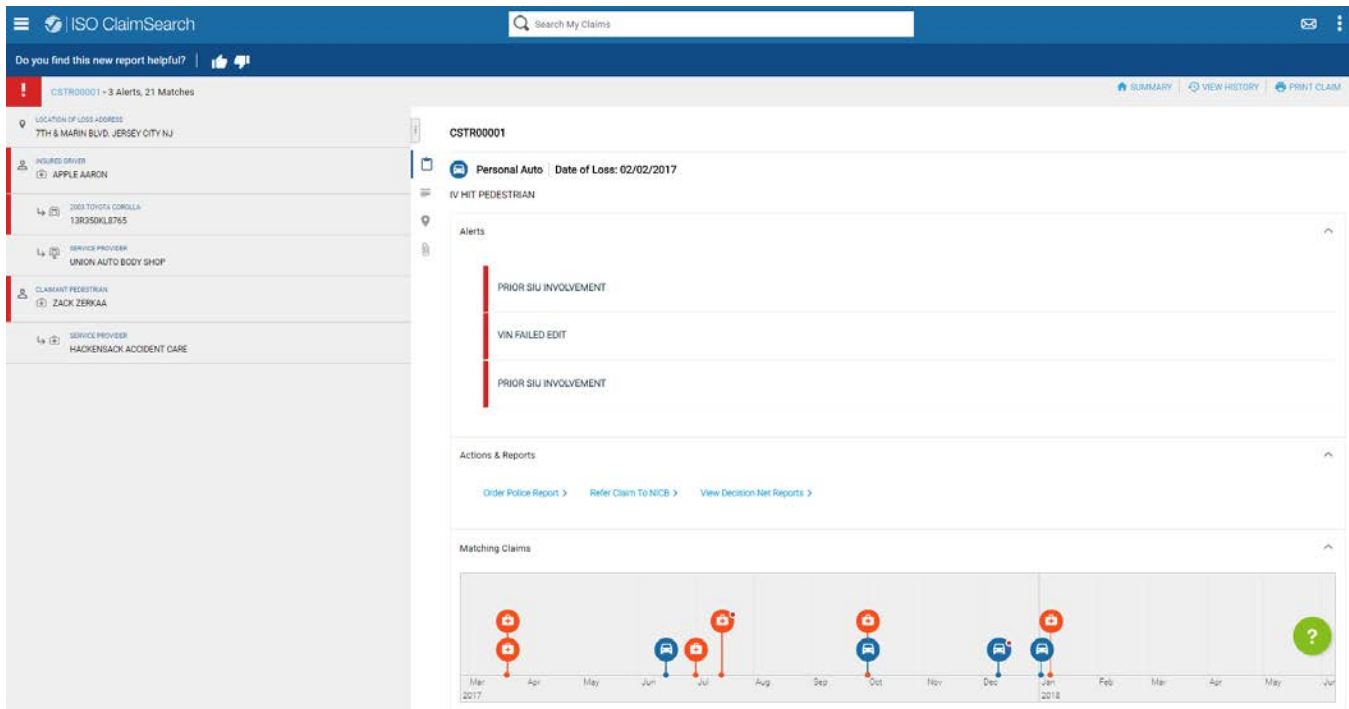 ISO ClaimSearch
Search My Claims
Do you find this new report helpful?
CSTR00001 - 3 Alerts, 21 Matches
SUMMARY
VIEW HISTORY
PRINT CLAIM
LOCATION OF LOSS ADDRESS
7TH & MARIN BLVD. JERSEY CITY NJ
INSURED DRIVER
APPLE AARON
2003 TOYOTA COROLLA
13R350KL8765
SERVICE PROVIDER
UNION AUTO BODY SHOP
CLAIMANT PEDESTRIAN
ZACK ZERKAA
SERVICE PROVIDER
HACKENSACK ACCIDENT CARE
CSTR00001
Personal Auto | Date of Loss: 02/02/2017
IV HIT PEDESTRIAN
Alerts
PRIOR SIU INVOLVEMENT
VIN FAILED EDIT
PRIOR SIU INVOLVEMENT
Actions & Reports
Order Police Report >
Refer Claim To NICB >
View Decision Net Reports >
Matching Claims
Mar Apr May Jun Jul Aug Sep Oct Nov Dec Jan Feb Mar Apr May Jun
2017 2018
?